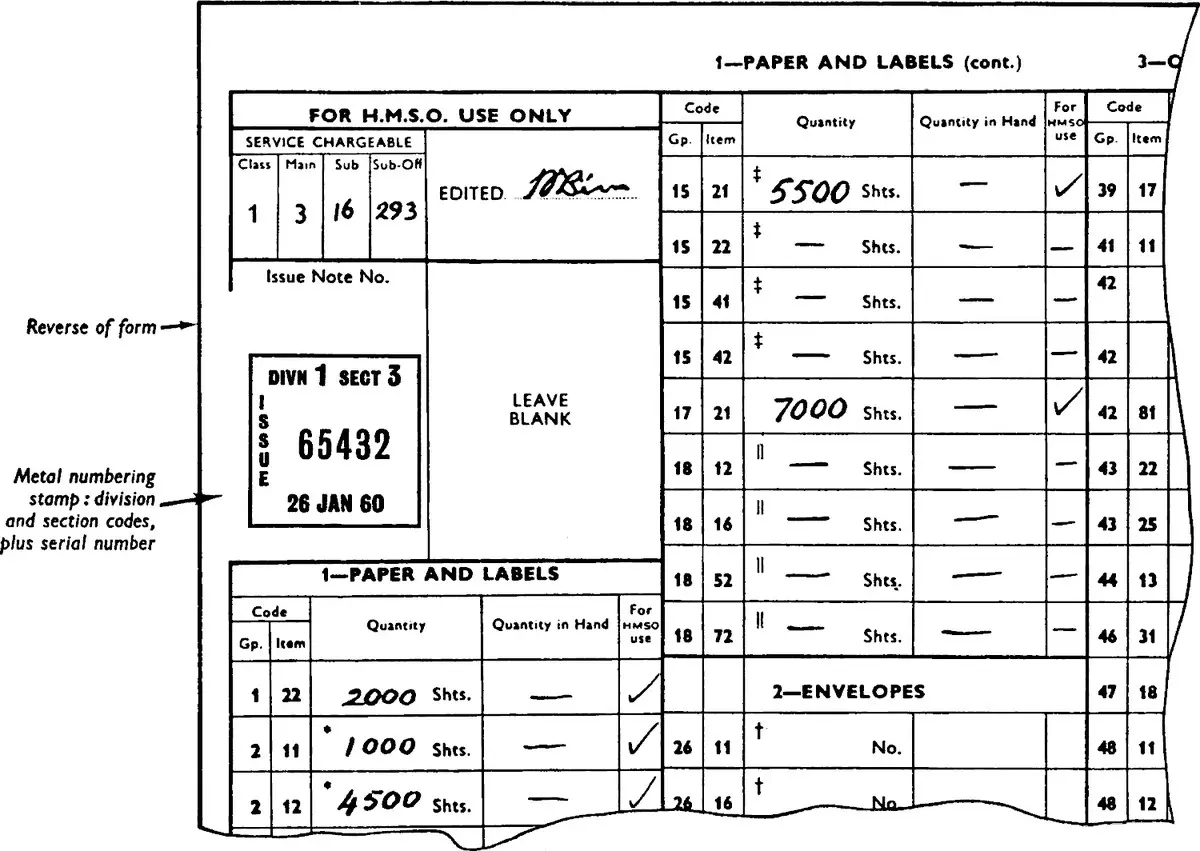 1—PAPER AND LABELS (cont.)
3—
FOR H.M.S.O. USE ONLY
SERVICE CHARGEABLE
Class Main Sub Sub-Off
1 3 16 293
EDITED.
Issue Note No.
Reverse of form
DIVN 1 SECT 3
ISSUE
65432
26 JAN 60
LEAVE
BLANK
Metal numbering
stamp : division
and section codes,
plus serial number
1—PAPER AND LABELS
Code Quantity Quantity in Hand For HMSO use
Gp. Item
1 22 2000 Shts. — ✓
2 11 * 1000 Shts. — ✓
2 12 * 4500 Shts. — ✓
Code Quantity Quantity in Hand For HMSO use
Gp. Item
15 21 ‡ 5500 Shts. — ✓
15 22 ‡ — Shts. — —
15 41 ‡ — Shts. — —
15 42 ‡ — Shts. — —
17 21 7000 Shts. — ✓
18 12 || — Shts. — —
18 16 || — Shts. — —
18 52 || — Shts. — —
18 72 || — Shts. — —
2—ENVELOPES
26 11 † No.
26 16 † No.
Code
Gp. Item
39 17
41 11
42
42
42 81
43 22
43 25
44 13
46 31
47 18
48 11
48 12